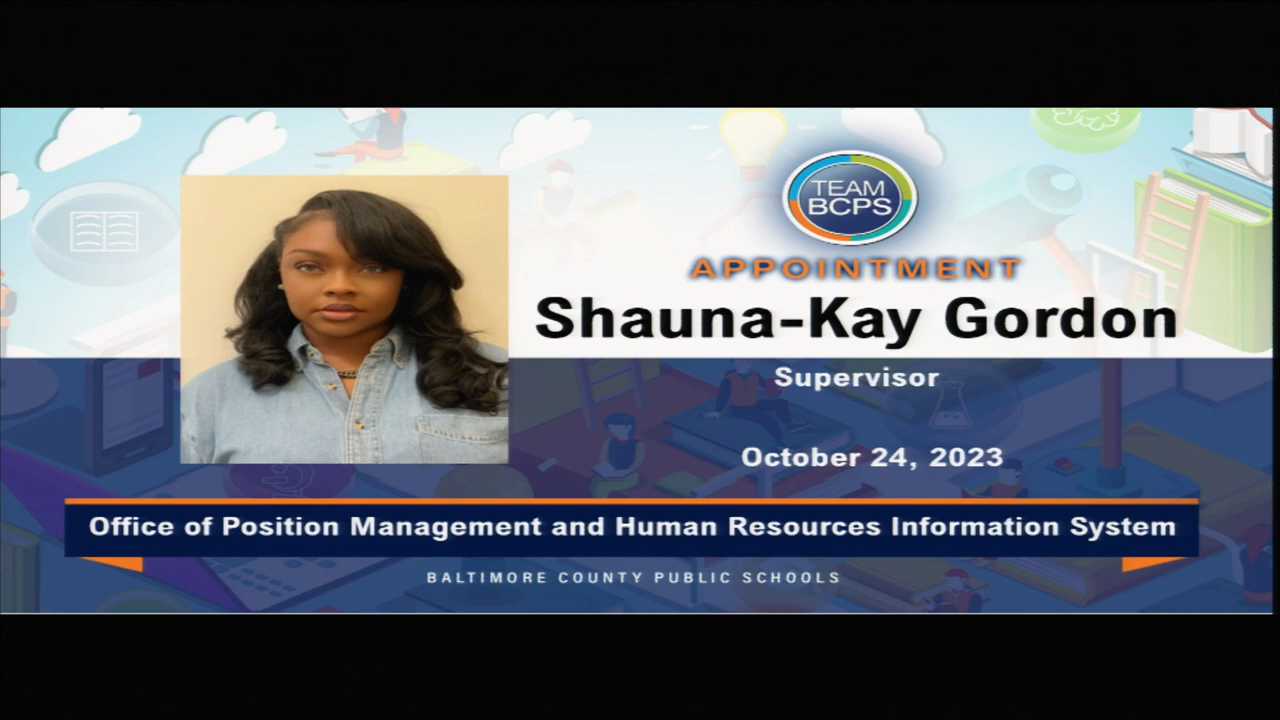 TEAM
BCPS
APPOINTMENT
Shauna-Kay Gordon
Supervisor
October 24, 2023
Office of Position Management and Human Resources Information System
BALTIMORE COUNTY PUBLIC SCHOOLS